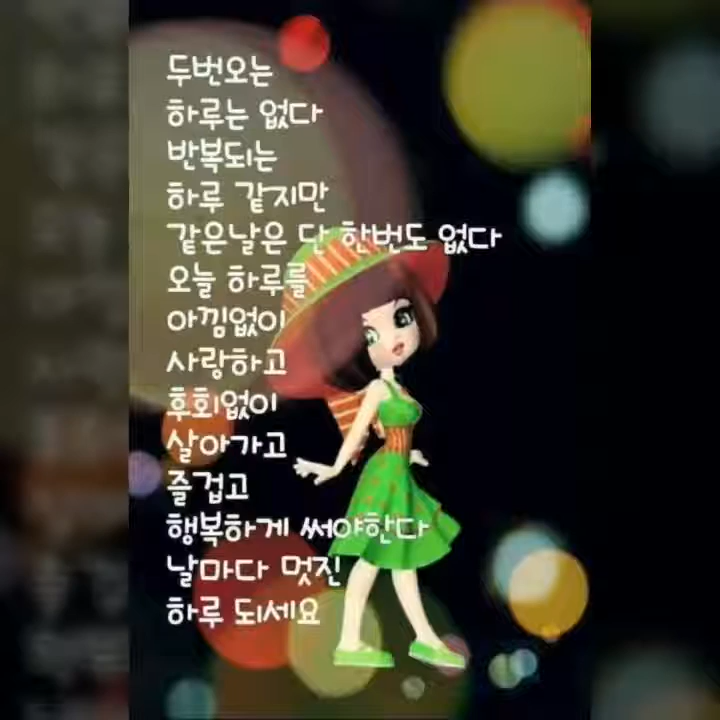 두번오는
하루는 없다
반복되는
하루 같지만
같은날은 단 한번도 없다
오늘 하루를
아낌없이
사랑하고
후회없이
살아가고
즐겁고
행복하게 써야한다
날마다 멋진
하루 되세요